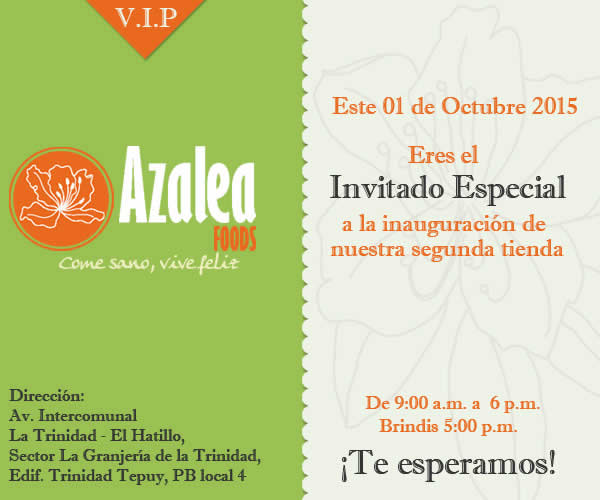 V.I.P
Azalea
FOODS
Come sano, vive feliz
Dirección:
Av. Intercomunal
La Trinidad - El Hatillo,
Sector La Granjería de la Trinidad,
Edif. Trinidad Tepuy, PB local 4
Este 01 de Octubre 2015
Eres el
Invitado Especial
a la inauguración de
nuestra segunda tienda
De 9:00 a.m. a 6 p.m.
Brindis 5:00 p.m.
¡Te esperamos!